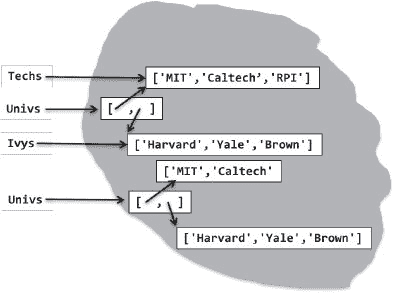 Techs ['MIT','Caltech’,'RPI']
Univs [ , ]
Ivys ['Harvard','Yale','Brown']
['MIT','Caltech'
Univs [ , ]
['Harvard','Yale','Brown']